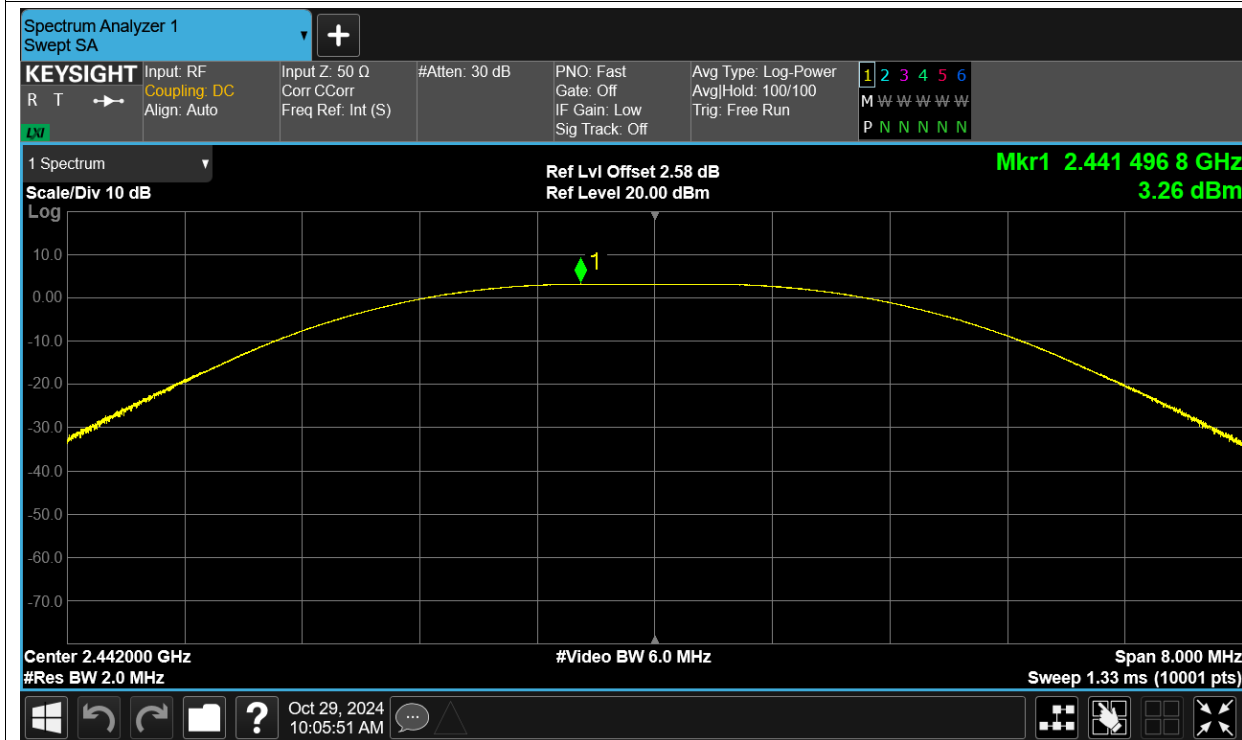 Spectrum Analyzer 1
Swept SA
+
KEYSIGHT
R T
LXI
Input: RF
Coupling: DC
Align: Auto
Input Z: 50 Ω
Corr CCorr
Freq Ref: Int (S)
#Atten: 30 dB
PNO: Fast
Gate: Off
IF Gain: Low
Sig Track: Off
Avg Type: Log-Power
Avg|Hold: 100/100
Trig: Free Run
1 2 3 4 5 6
M W W W W W
P N N N N N
1 Spectrum
Scale/Div 10 dB
Log
Ref Lvl Offset 2.58 dB
Ref Level 20.00 dBm
Mkr1 2.441 496 8 GHz
3.26 dBm
1
10.0
0.00
-10.0
-20.0
-30.0
-40.0
-50.0
-60.0
-70.0
Center 2.442000 GHz
#Res BW 2.0 MHz
#Video BW 6.0 MHz
Span 8.000 MHz
Sweep 1.33 ms (10001 pts)
?
Oct 29, 2024
10:05:51 AM